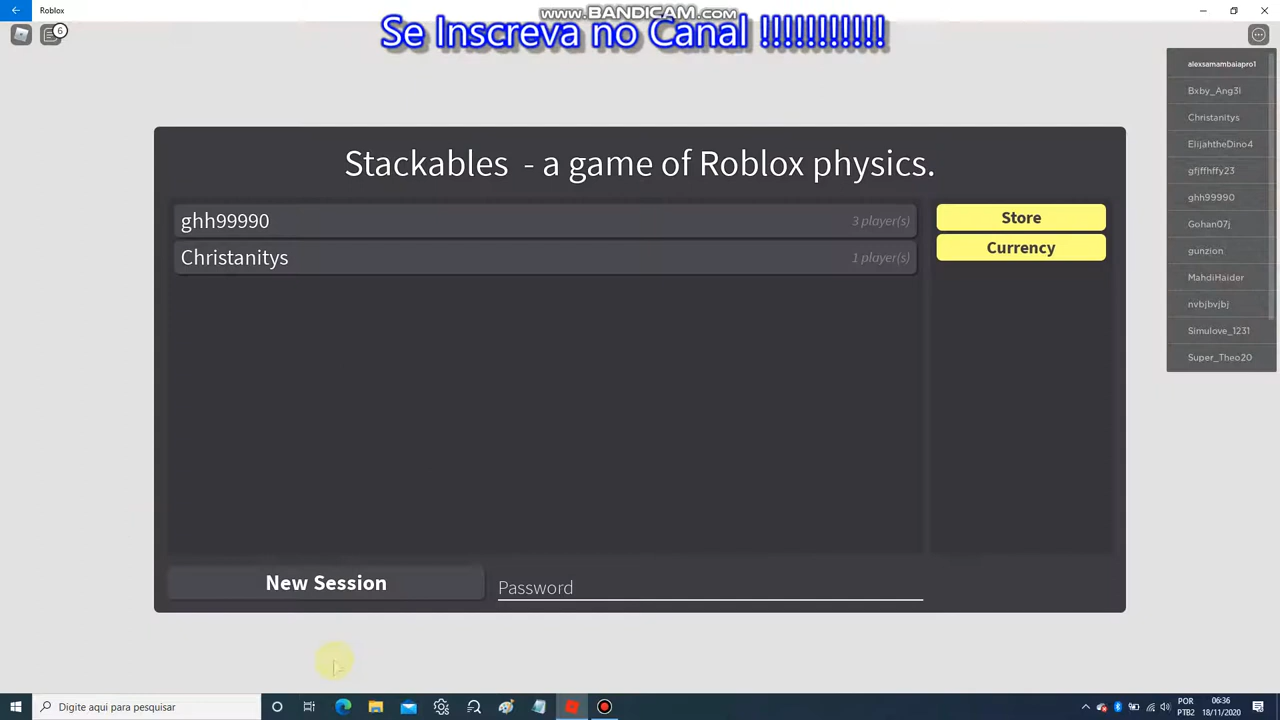 Roblox
www.BANDICAM.com
6
Se Inscreva no Canal !!!!!!!!!!!!
alexsamambaiapro1
Bxby_Ang3l
Christanitys
ElijahtheDino4
gfjffhffy23
ghh99990
Gohan07j
gunzion
MahdiHaider
nvbjbvjbj
Simulove_1231
Super_Theo20
Stackables - a game of Roblox physics.
ghh99990 3 player(s)
Christanitys 1 player(s)
Store
Currency
New Session
Password
Digite aqui para pesquisar
POR
PTB2
06:36
18/11/2020